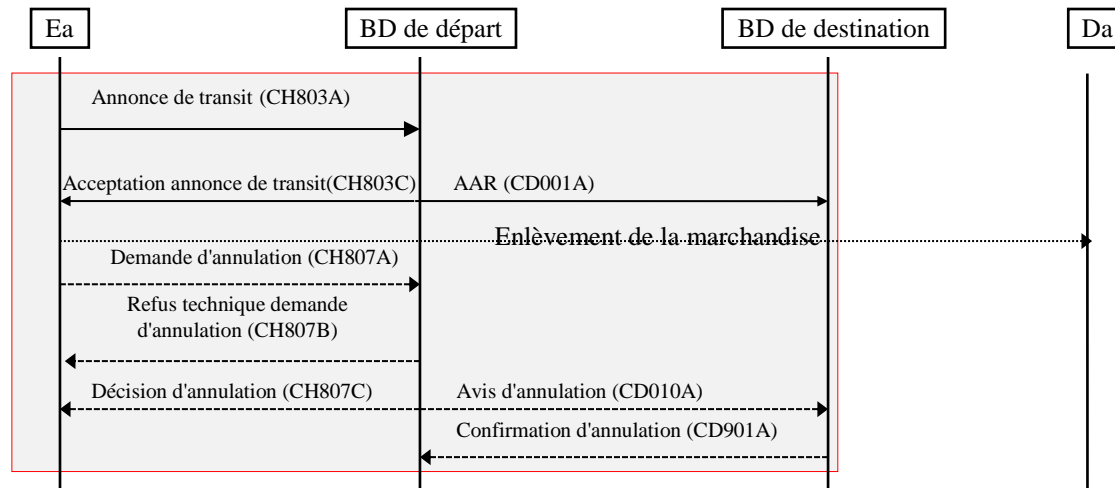 Ea
BD de départ
BD de destination
Da
Annonce de transit (CH803A)
Acceptation annonce de transit(CH803C)
AAR (CD001A)
Enlèvement de la marchandise
Demande d'annulation (CH807A)
Refus technique demande
d'annulation (CH807B)
Décision d'annulation (CH807C)
Avis d'annulation (CD010A)
Confirmation d'annulation (CD901A)